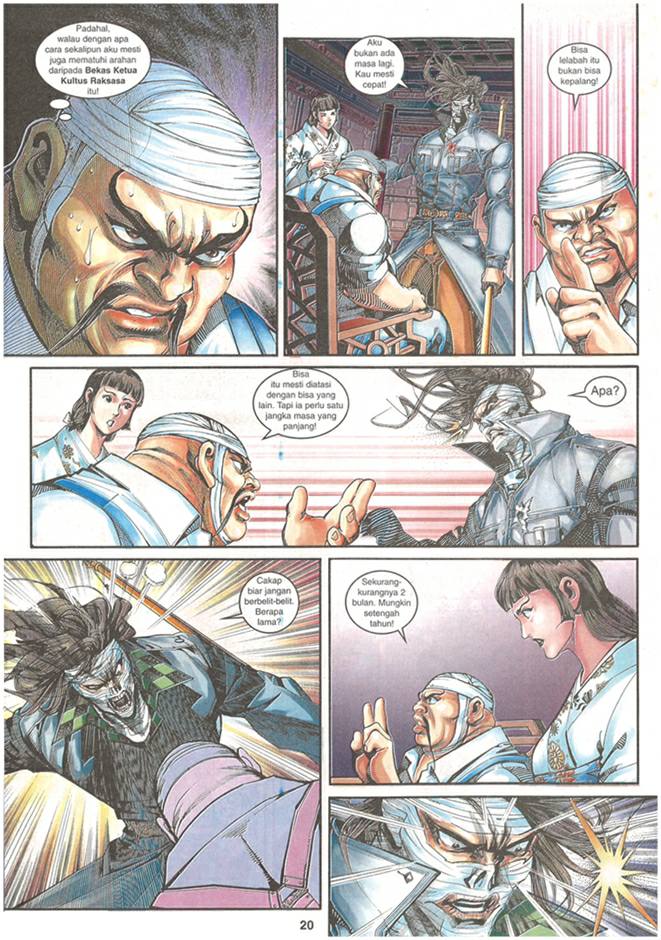 Padahal,
walau dengan apa
cara sekalipun aku mesti
juga mematuhi arahan
daripada Bekas Ketua
Kultus Raksasa
itu!
Aku
bukan ada
masa lagi.
Kau mesti
cepat!
Bisa
lelabah itu
bukan bisa
kepalang!
Bisa
itu mesti diatasi
dengan bisa yang
lain. Tapi ia perlu satu
jangka masa yang
panjang!
Apa?
Cakap
biar jangan
berbelit-belit.
Berapa
lama?
Sekurang-
kurangnya 2
bulan. Mungkin
setengah
tahun!
20